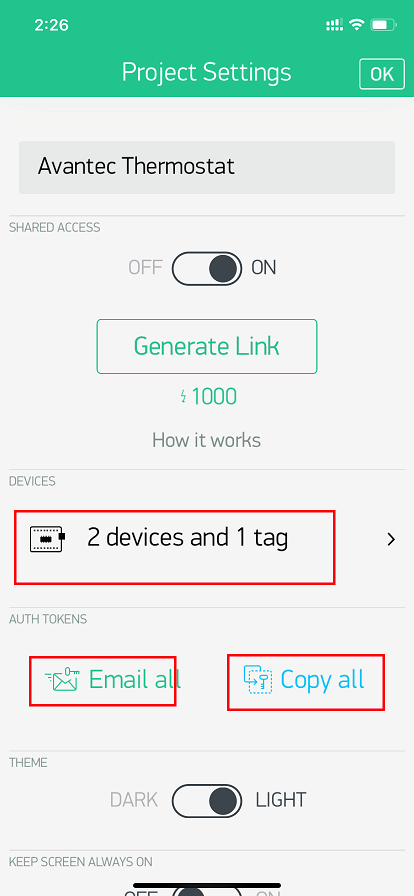 2:26
Project Settings
OK
Avantec Thermostat
SHARED ACCESS
OFF ON
Generate Link
1000
How it works
DEVICES
2 devices and 1 tag
AUTH TOKENS
Email all Copy all
THEME
DARK LIGHT
KEEP SCREEN ALWAYS ON
OFF ON